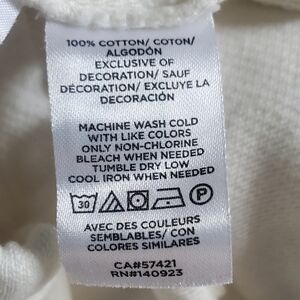 100% COTTON/ COTON/
ALGODÓN
EXCLUSIVE OF
DECORATION/ SAUF
DÉCORATION/ EXCLUYE LA
DECORACIÓN
MACHINE WASH COLD
WITH LIKE COLORS
ONLY NON-CHLORINE
BLEACH WHEN NEEDED
TUMBLE DRY LOW
COOL IRON WHEN NEEDED
30 P
AVEC DES COULEURS
SEMBLABLES/ CON
COLORES SIMILARES
CA#57421
RN#140923